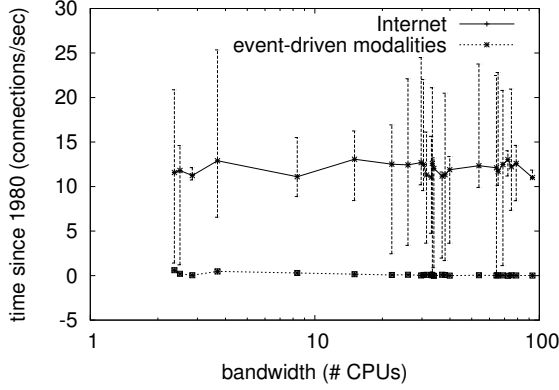 30
25
20
15
10
5
0
-5
1
10
100
time since 1980 (connections/sec)
bandwidth (# CPUs)
Internet
event-driven modalities